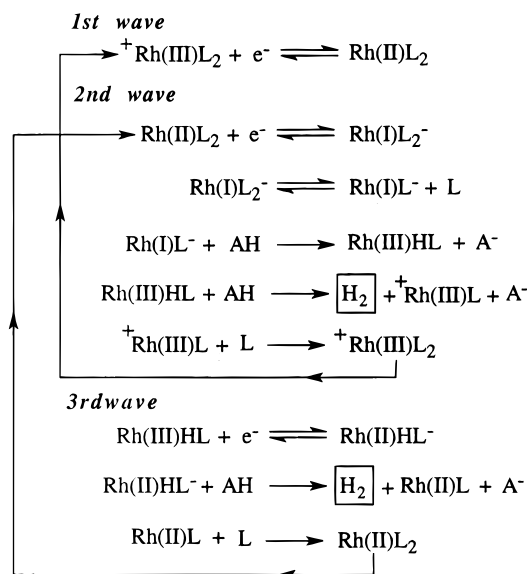 1st wave
+Rh(III)L2 + e- ⇌ Rh(II)L2
2nd wave
Rh(II)L2 + e- ⇌ Rh(I)L2-
Rh(I)L2- ⇌ Rh(I)L- + L
Rh(I)L- + AH → Rh(III)HL + A-
Rh(III)HL + AH → H2 + +Rh(III)L + A-
+Rh(III)L + L → +Rh(III)L2
3rdwave
Rh(III)HL + e- ⇌ Rh(II)HL-
Rh(II)HL- + AH → H2 + Rh(II)L + A-
Rh(II)L + L → Rh(II)L2